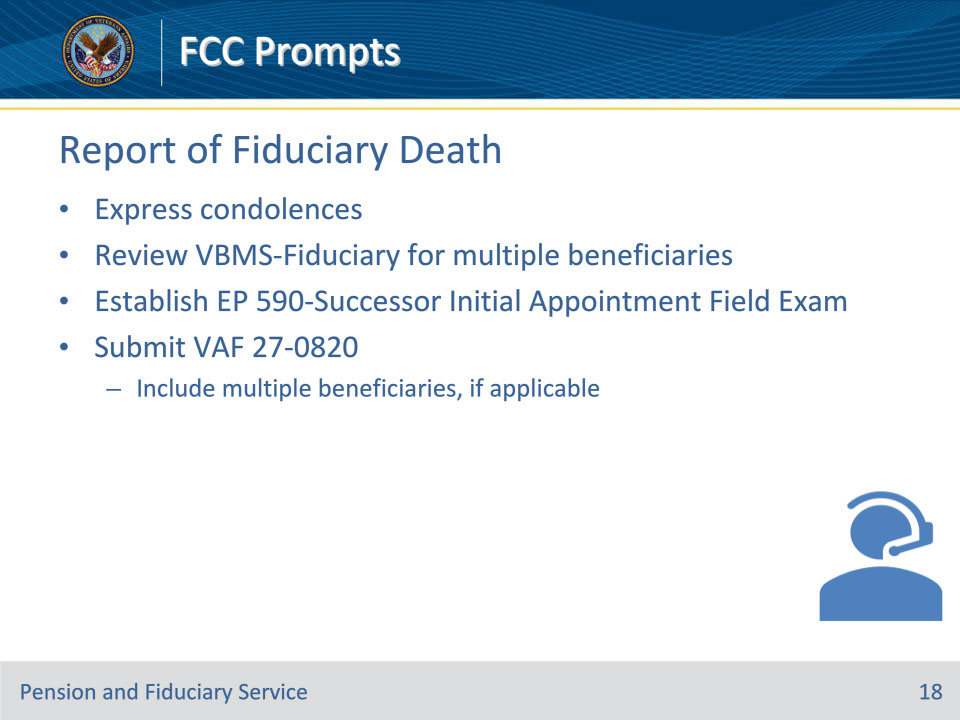 FCC Prompts
Report of Fiduciary Death
• Express condolences
• Review VBMS-Fiduciary for multiple beneficiaries
• Establish EP 590-Successor Initial Appointment Field Exam
• Submit VAF 27-0820
– Include multiple beneficiaries, if applicable
Pension and Fiduciary Service
18